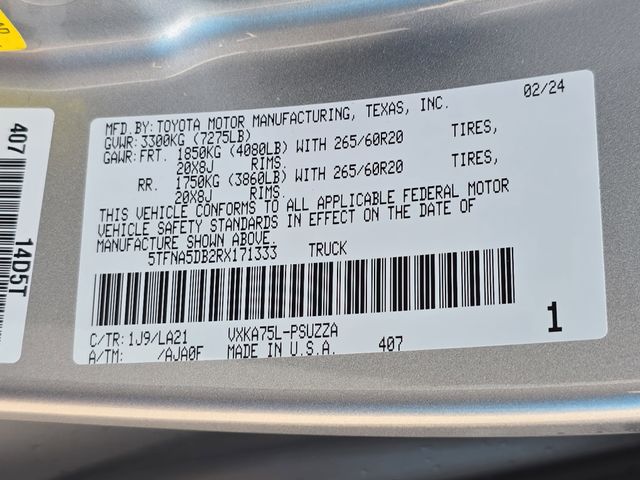 MFD.BY: TOYOTA MOTOR MANUFACTURING, TEXAS, INC. 02/24
GVWR: 3300KG (7275LB)
GAWR: FRT. 1850KG (4080LB) WITH 265/60R20 TIRES,
20X8J RIMS.
RR. 1750KG (3860LB) WITH 265/60R20 TIRES,
20X8J RIMS.
THIS VEHICLE CONFORMS TO ALL APPLICABLE FEDERAL MOTOR
VEHICLE SAFETY STANDARDS IN EFFECT ON THE DATE OF
MANUFACTURE SHOWN ABOVE.
5TFNA5DB2RX171333 TRUCK
C/TR: 1J9/LA21 VXKA75L-PSUZZA 1
A/TM: /AJA0F MADE IN U.S.A. 407
407
14D5T